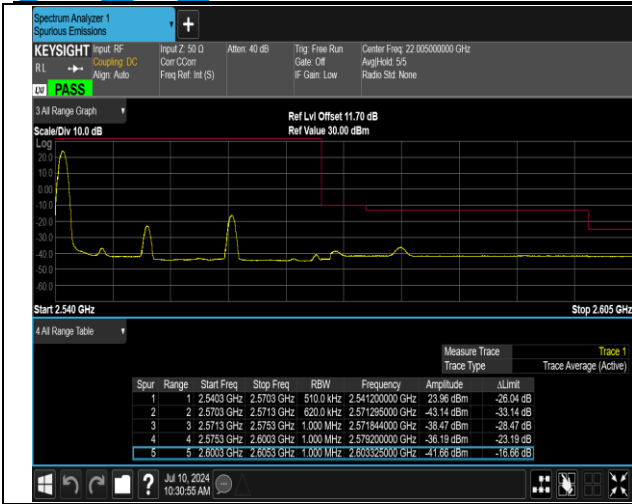 Spectrum Analyzer 1
Spurious Emissions
KEYSIGHT Input: RF Input Z: 50 Ω Atten: 40 dB Trig: Free Run Center Freq: 22.005000000 GHz
RL Coupling: DC Corr CCorr Gate: Off Avg|Hold: 5/5
Align: Auto Freq Ref: Int (S) IF Gain: Low Radio Std: None
LXI PASS
3 All Range Graph
Ref Lvl Offset 11.70 dB
Scale/Div 10.0 dB Ref Value 30.00 dBm
Log
20.0
10.0
0.00
-10.0
-20.0
-30.0
-40.0
-50.0
-60.0
Start 2.540 GHz Stop 2.605 GHz
4 All Range Table
Measure Trace Trace 1
Trace Type Trace Average (Active)
Spur Range Start Freq Stop Freq RBW Frequency Amplitude ΔLimit
1 1 2.5403 GHz 2.5703 GHz 510.0 kHz 2.541200000 GHz 23.96 dBm -26.04 dB
2 2 2.5703 GHz 2.5713 GHz 620.0 kHz 2.571295000 GHz -43.14 dBm -33.14 dB
3 3 2.5713 GHz 2.5753 GHz 1.000 MHz 2.571844000 GHz -38.47 dBm -28.47 dB
4 4 2.5753 GHz 2.6003 GHz 1.000 MHz 2.579200000 GHz -36.19 dBm -23.19 dB
5 5 2.6003 GHz 2.6053 GHz 1.000 MHz 2.603325000 GHz -41.66 dBm -16.66 dB
Jul 10, 2024
10:30:55 AM